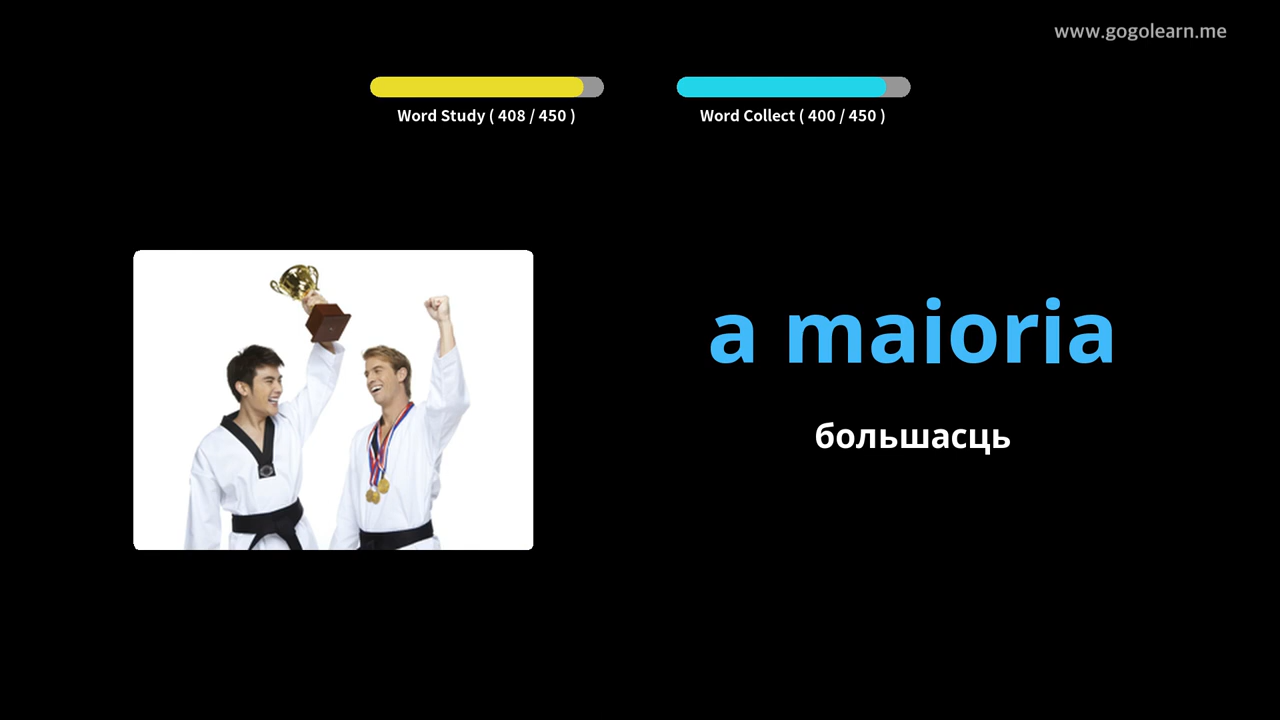 www.gogolearn.me
Word Study ( 408 / 450 )
Word Collect ( 400 / 450 )
a maioria
большасць